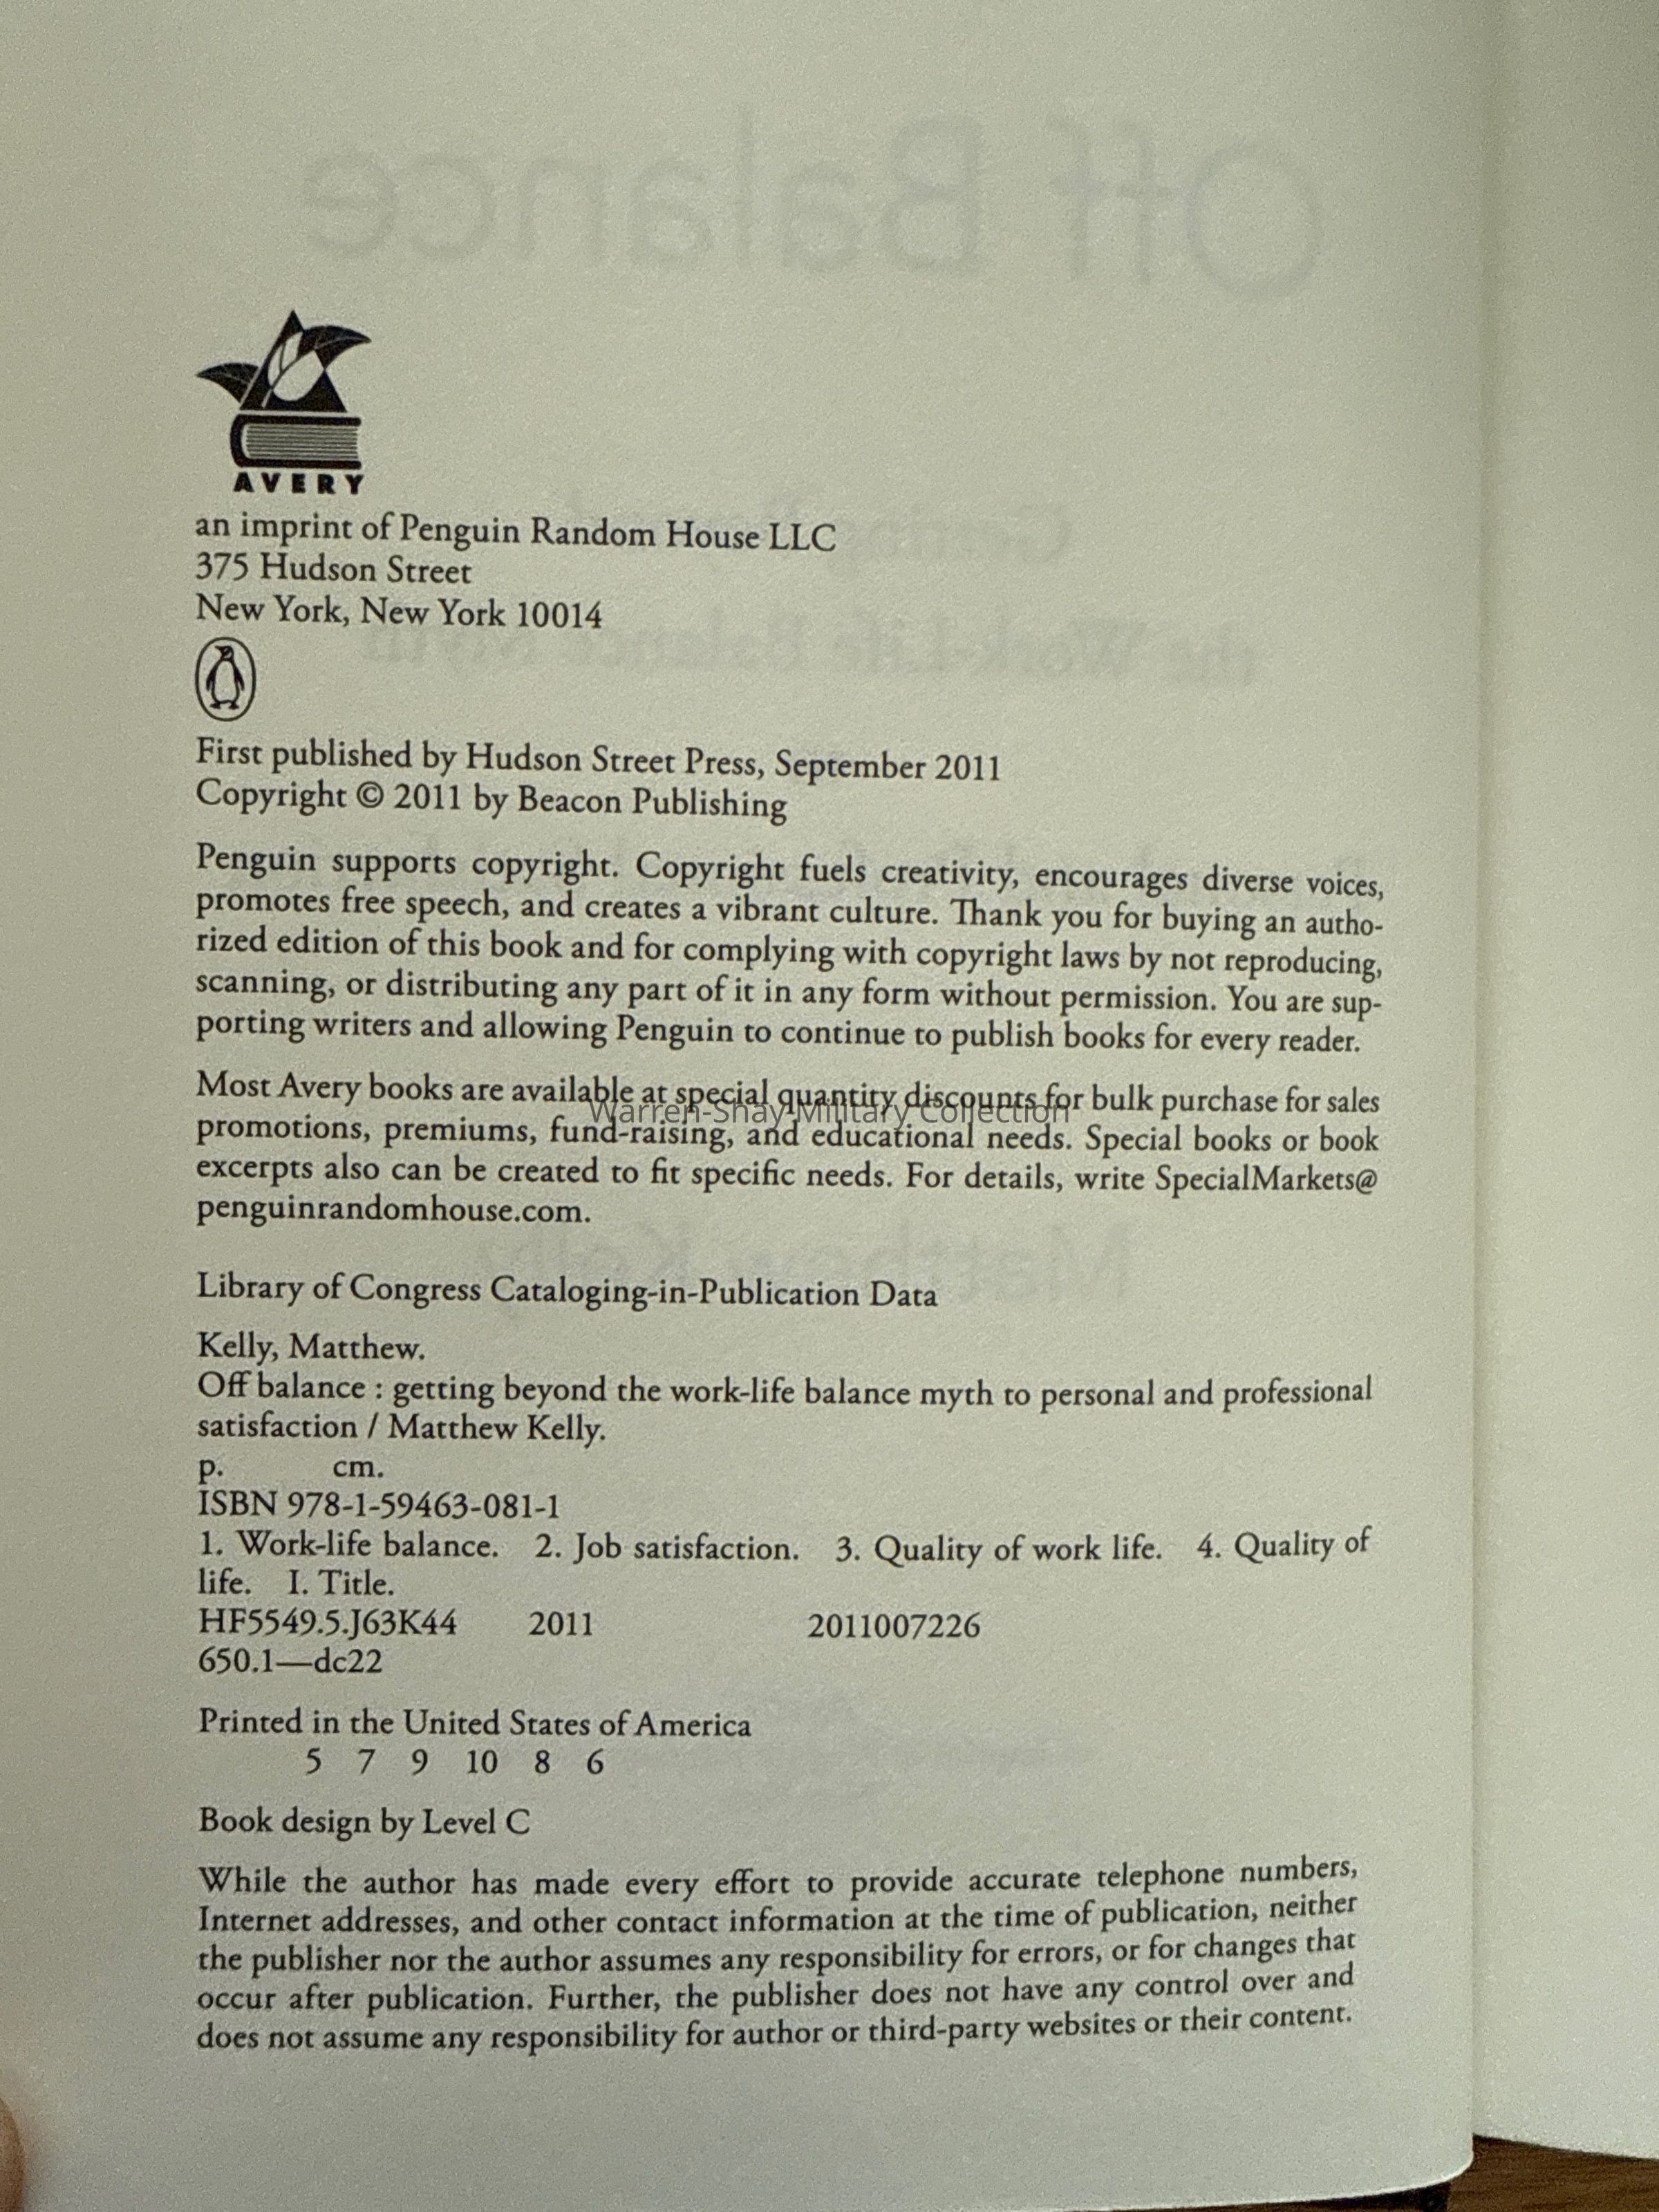 Off Balance
AVERY
an imprint of Penguin Random House LLC
375 Hudson Street
New York, New York 10014
First published by Hudson Street Press, September 2011
Copyright © 2011 by Beacon Publishing
Penguin supports copyright. Copyright fuels creativity, encourages diverse voices,
promotes free speech, and creates a vibrant culture. Thank you for buying an autho-
rized edition of this book and for complying with copyright laws by not reproducing,
scanning, or distributing any part of it in any form without permission. You are sup-
porting writers and allowing Penguin to continue to publish books for every reader.
Most Avery books are available at special quantity discounts for bulk purchase for sales
Warren-Shay Military Collection
promotions, premiums, fund-raising, and educational needs. Special books or book
excerpts also can be created to fit specific needs. For details, write SpecialMarkets@
penguinrandomhouse.com.
Library of Congress Cataloging-in-Publication Data
Kelly, Matthew.
Off balance : getting beyond the work-life balance myth to personal and professional
satisfaction / Matthew Kelly.
p. cm.
ISBN 978-1-59463-081-1
1. Work-life balance. 2. Job satisfaction. 3. Quality of work life. 4. Quality of
life. I. Title.
HF5549.5.J63K44 2011 2011007226
650.1—dc22
Printed in the United States of America
5 7 9 10 8 6
Book design by Level C
While the author has made every effort to provide accurate telephone numbers,
Internet addresses, and other contact information at the time of publication, neither
the publisher nor the author assumes any responsibility for errors, or for changes that
occur after publication. Further, the publisher does not have any control over and
does not assume any responsibility for author or third-party websites or their content.